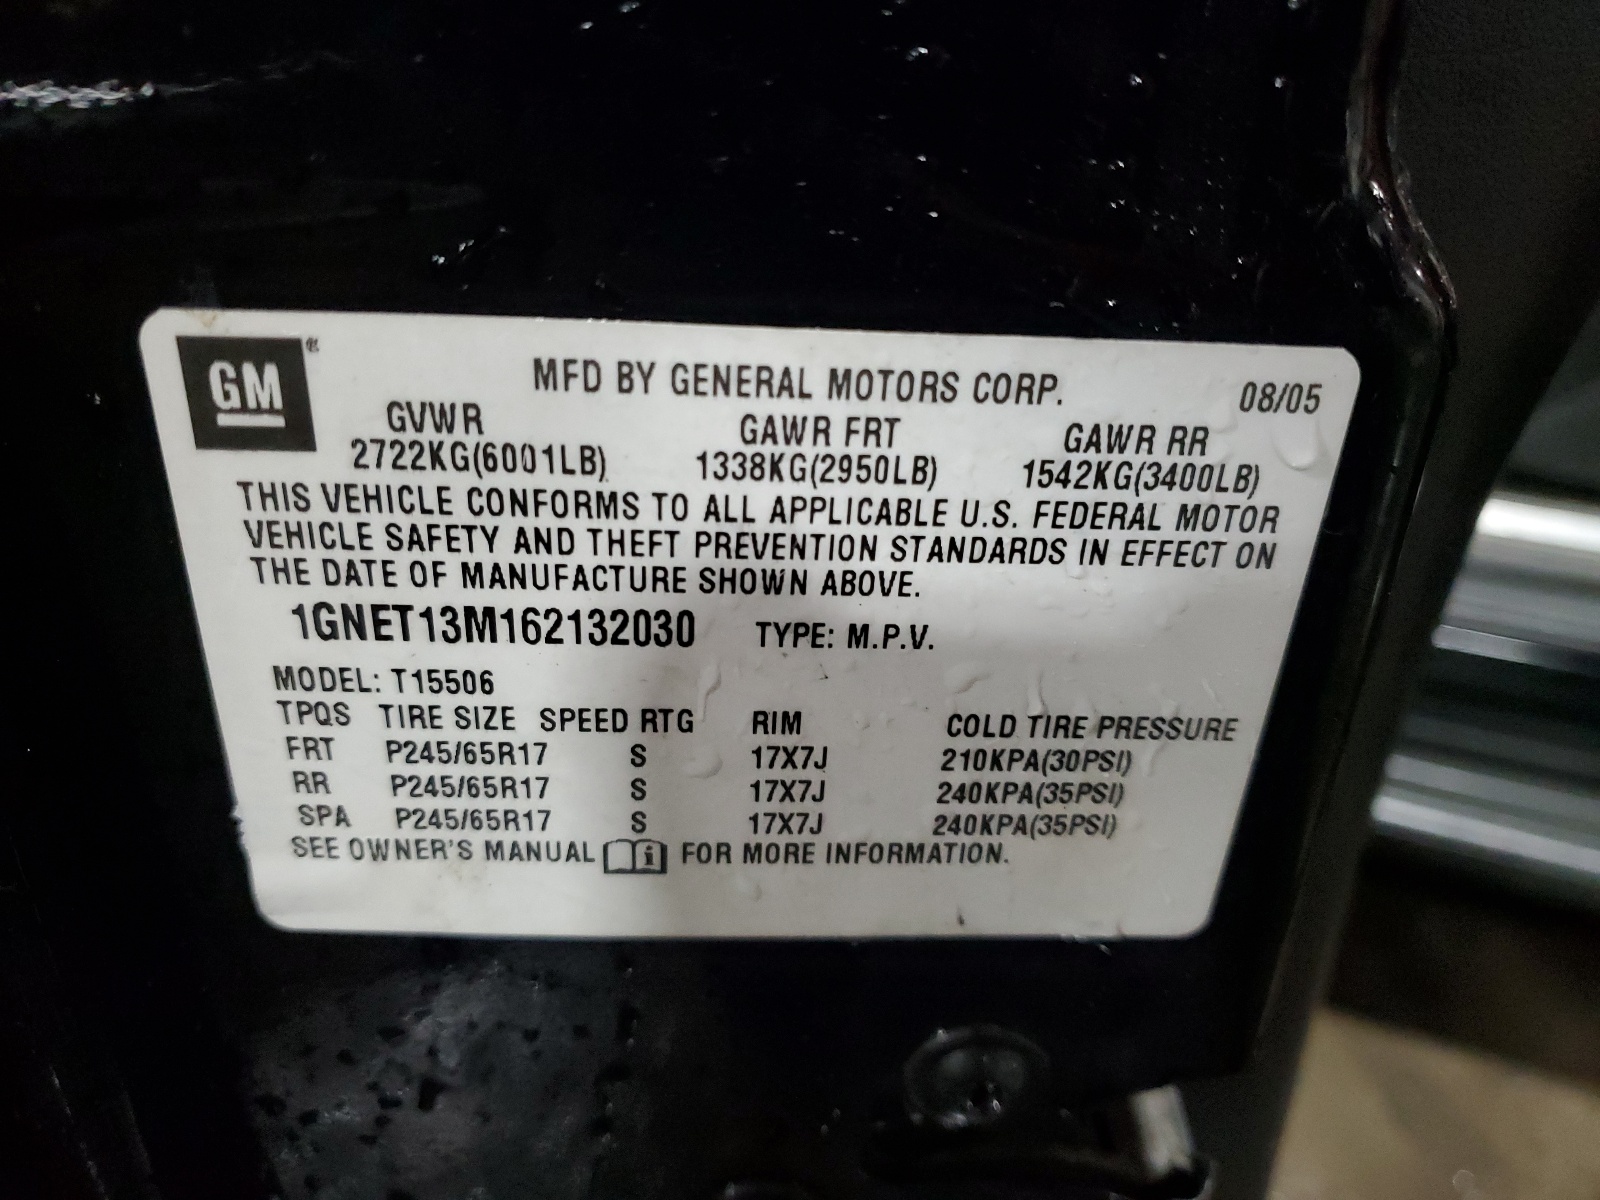 GM
MFD BY GENERAL MOTORS CORP. 08/05
GVWR GAWR FRT GAWR RR
2722KG(6001LB) 1338KG(2950LB) 1542KG(3400LB)
THIS VEHICLE CONFORMS TO ALL APPLICABLE U.S. FEDERAL MOTOR
VEHICLE SAFETY AND THEFT PREVENTION STANDARDS IN EFFECT ON
THE DATE OF MANUFACTURE SHOWN ABOVE.
1GNET13M162132030 TYPE: M.P.V.
MODEL: T15506
TPQS TIRE SIZE SPEED RTG RIM COLD TIRE PRESSURE
FRT P245/65R17 S 17X7J 210KPA(30PSI)
RR P245/65R17 S 17X7J 240KPA(35PSI)
SPA P245/65R17 S 17X7J 240KPA(35PSI)
SEE OWNER'S MANUAL i FOR MORE INFORMATION.